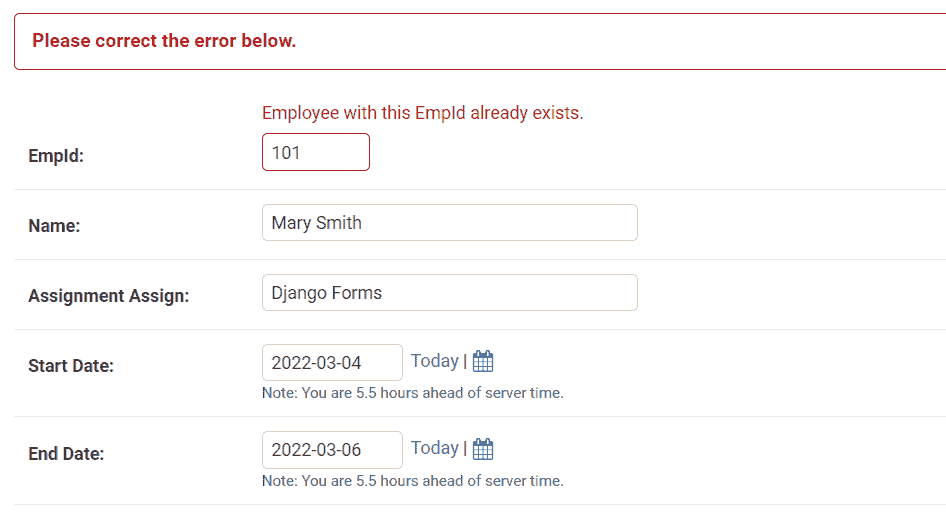 Please correct the error below.
Employee with this EmpId already exists.
EmpId: 101
Name: Mary Smith
Assignment Assign: Django Forms
Start Date: 2022-03-04 Today |
Note: You are 5.5 hours ahead of server time.
End Date: 2022-03-06 Today |
Note: You are 5.5 hours ahead of server time.